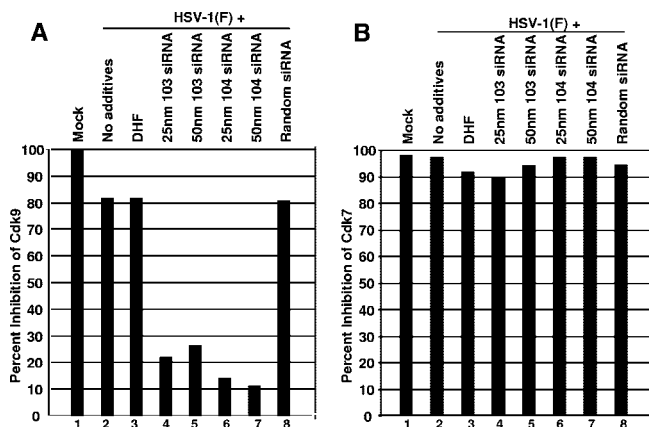 A
HSV-1(F) +
Mock
No additives
DHF
25nm 103 siRNA
50nm 103 siRNA
25nm 104 siRNA
50nm 104 siRNA
Random siRNA
Percent Inhibition of Cdk9
100
90
80
70
60
50
40
30
20
10
0
1 2 3 4 5 6 7 8
B
HSV-1(F) +
Mock
No additives
DHF
25nm 103 siRNA
50nm 103 siRNA
25nm 104 siRNA
50nm 104 siRNA
Random siRNA
Percent Inhibition of Cdk7
100
90
80
70
60
50
40
30
20
10
0
1 2 3 4 5 6 7 8